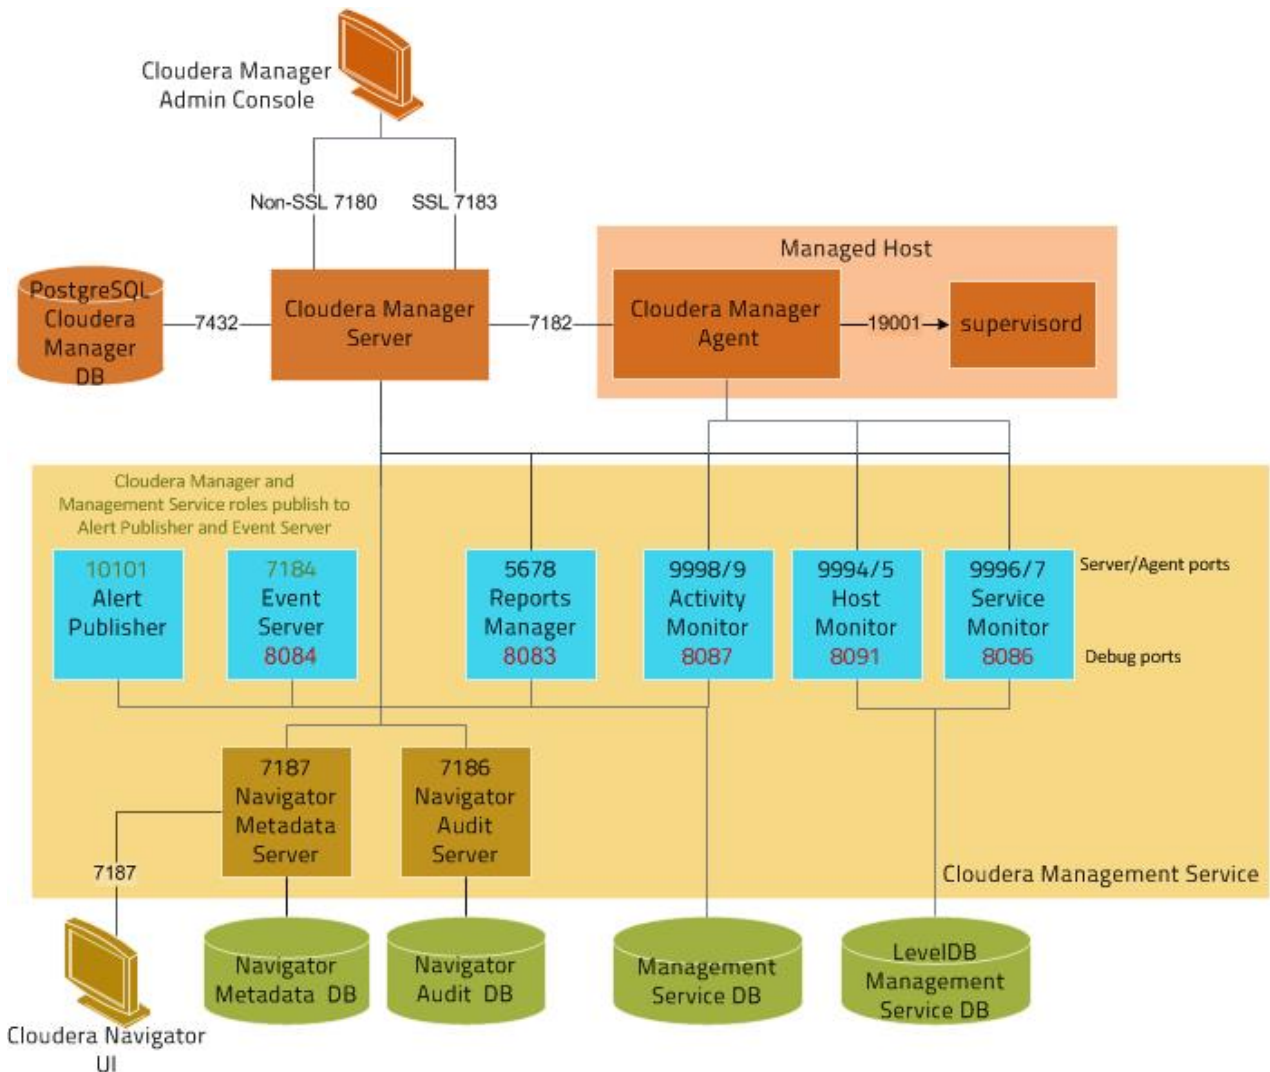 Cloudera Manager
Admin Console
Non-SSL 7180
SSL 7183
Managed Host
PostgreSQL
Cloudera
Manager
DB
7432
Cloudera Manager
Server
7182
Cloudera Manager
Agent
19001
supervisord
Cloudera Manager and
Management Service roles publish to
Alert Publisher and Event Server
10101
Alert
Publisher
7184
Event
Server
8084
5678
Reports
Manager
8083
9998/9
Activity
Monitor
8087
9994/5
Host
Monitor
8091
9996/7
Service
Monitor
8086
Server/Agent ports
Debug ports
7187
Navigator
Metadata
Server
7186
Navigator
Audit
Server
7187
Cloudera Management Service
Cloudera Navigator
UI
Navigator
Metadata DB
Navigator
Audit DB
Management
Service DB
LevelDB
Management
Service DB